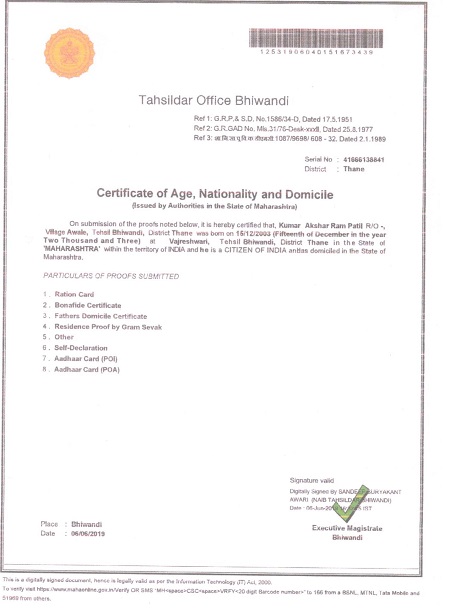 12531906040151673438
Tahsildar Office Bhiwandi
Ref 1: G.R.P.& S.D. No.1586/34-D, Dated 17.5.1951
Ref 2: G.R.GAD No. Mis.31/76-Desk-xxxII, Dated 25.8.1977
Ref 3: 1087/9698/ 608 - 32, Dated 2.1.1989
Serial No : 41666138841
District : Thane
Certificate of Age, Nationality and Domicile
(Issued by Authorities in the State of Maharashtra)
On submission of the proofs noted below, it is hereby certified that, Kumar Akshar Ram Patil R/O -,
Village Awale, Tehsil Bhiwandi, District Thane was born on 15/12/2003 (Fifteenth of December in the year
Two Thousand and Three) at Vajreshwari, Tehsil Bhiwandi, District Thane in the State of
'MAHARASHTRA' within the territory of INDIA and he is a CITIZEN OF INDIA and domiciled in the State of
Maharashtra.
PARTICULARS OF PROOFS SUBMITTED
1 . Ration Card
2 . Bonafide Certificate
3 . Fathers Domicile Certificate
4 . Residence Proof by Gram Sevak
5 . Other
6 . Self-Declaration
7 . Aadhaar Card (POI)
8 . Aadhaar Card (POA)
Signature valid
Digitally Signed By SURYAKANT
AWARI (NAIB TAHSILDAR BHIWANDI)
Date : IST
Executive Magistrate
Bhiwandi
Place : Bhiwandi
Date : 06/06/2019
This is a digitally signed document, hence is legally valid as per the Information Technology (IT) Act, 2000.
To verify visit https://www.mahaonline.gov.in/Verify OR SMS "MH<space>CSC<space>VRFY<20 digit Barcode number>" to 166 from a BSNL, MTNL, Tata Mobile and
51969 from others.